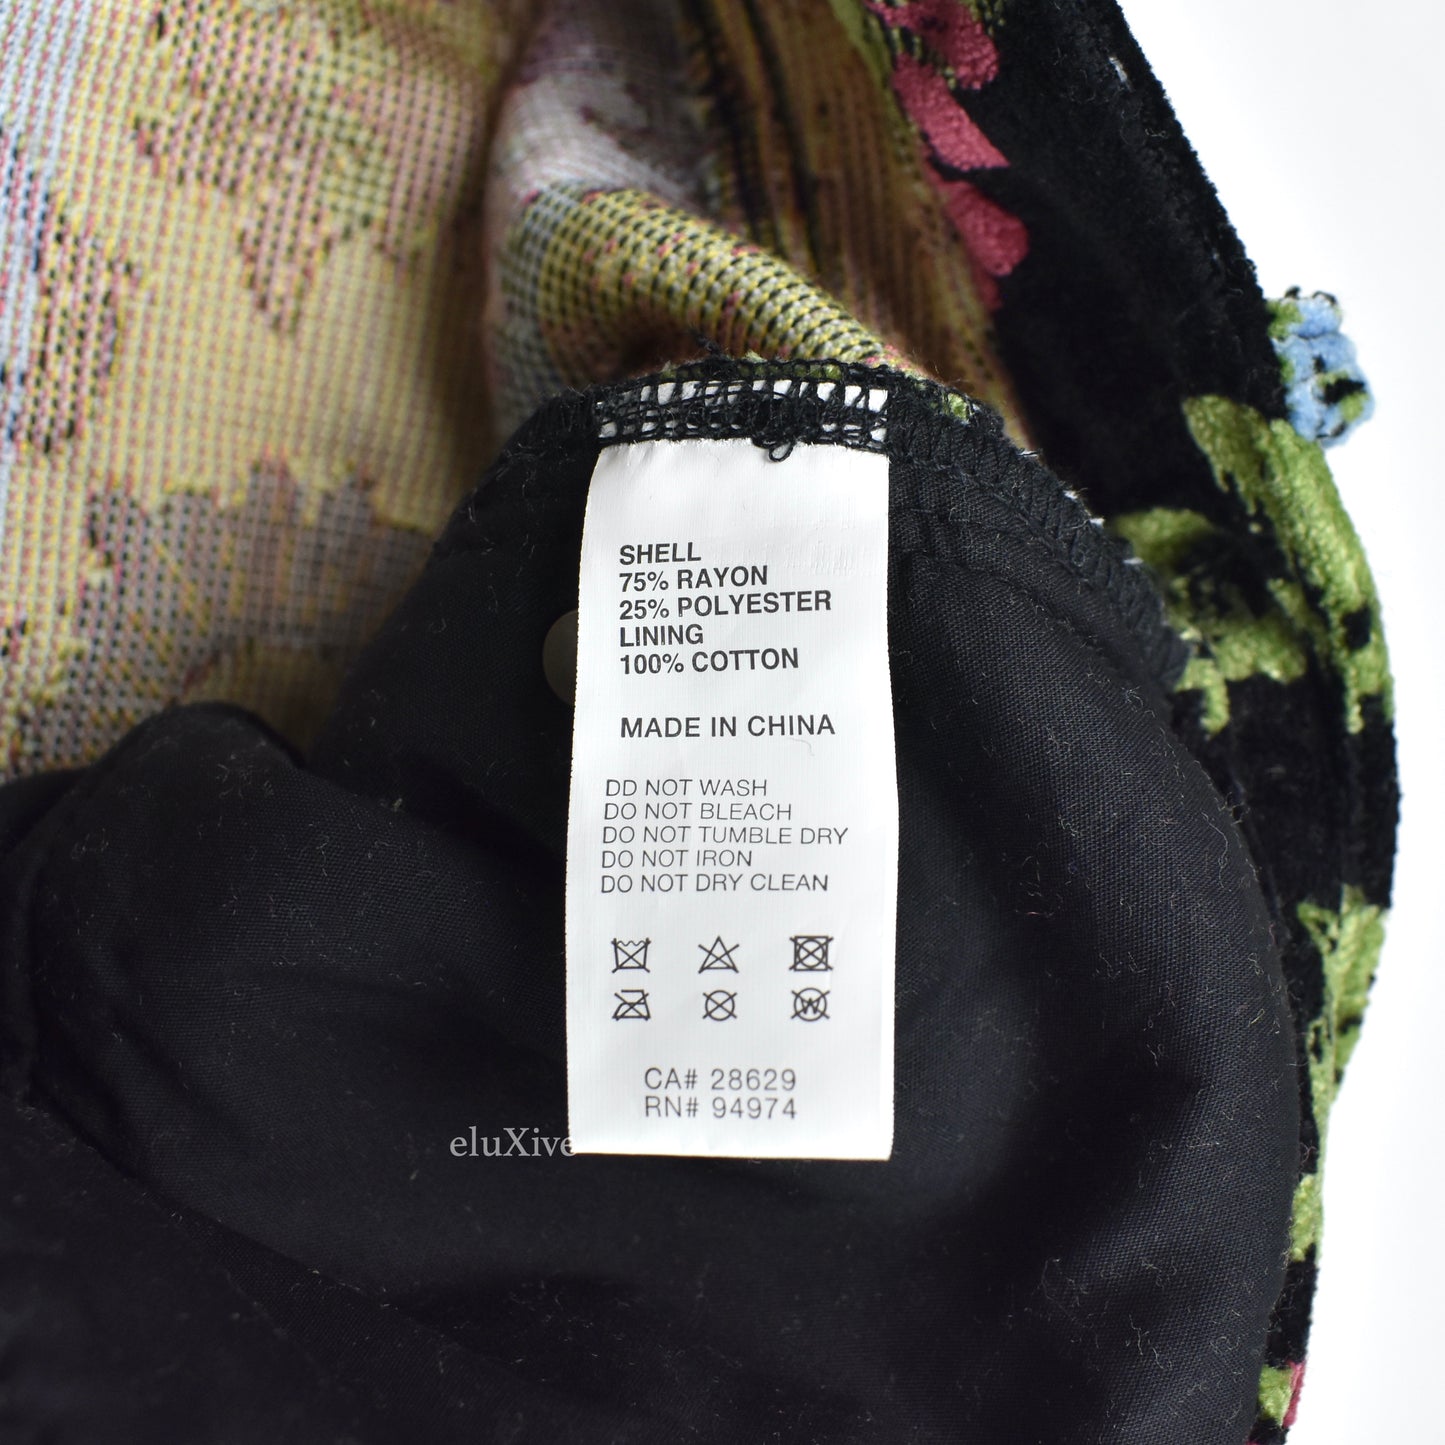 SHELL
75% RAYON
25% POLYESTER
LINING
100% COTTON
MADE IN CHINA
DD NOT WASH
DO NOT BLEACH
DO NOT TUMBLE DRY
DO NOT IRON
DO NOT DRY CLEAN
W
CA# 28629
RN# 94974
eluXive